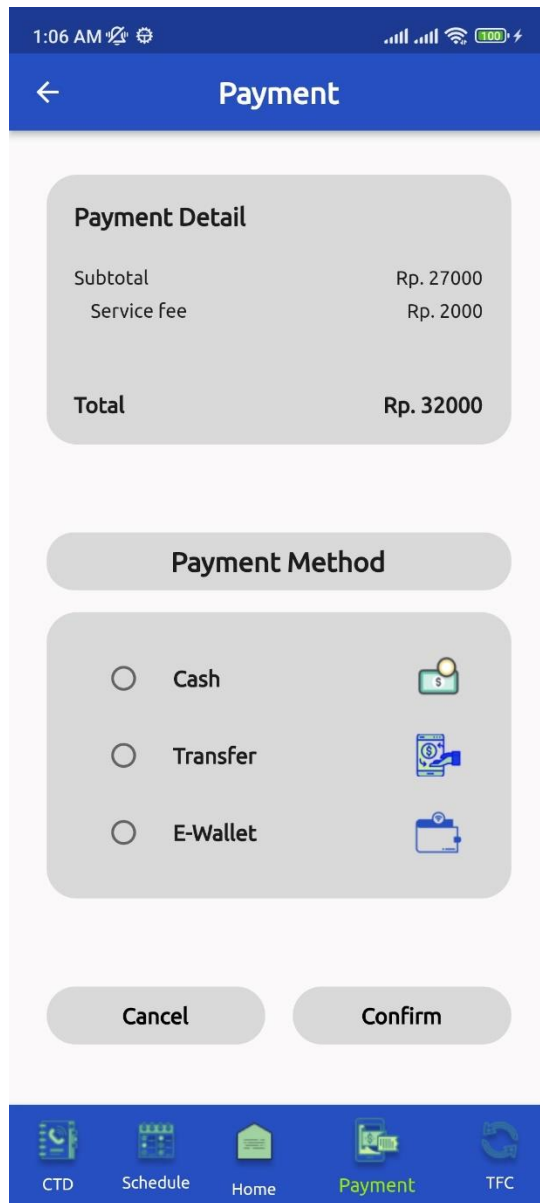 1:06 AM
100
Payment
Payment Detail
Subtotal Rp. 27000
Service fee Rp. 2000
Total Rp. 32000
Payment Method
Cash
Transfer
E-Wallet
Cancel Confirm
CTD Schedule Home Payment TFC